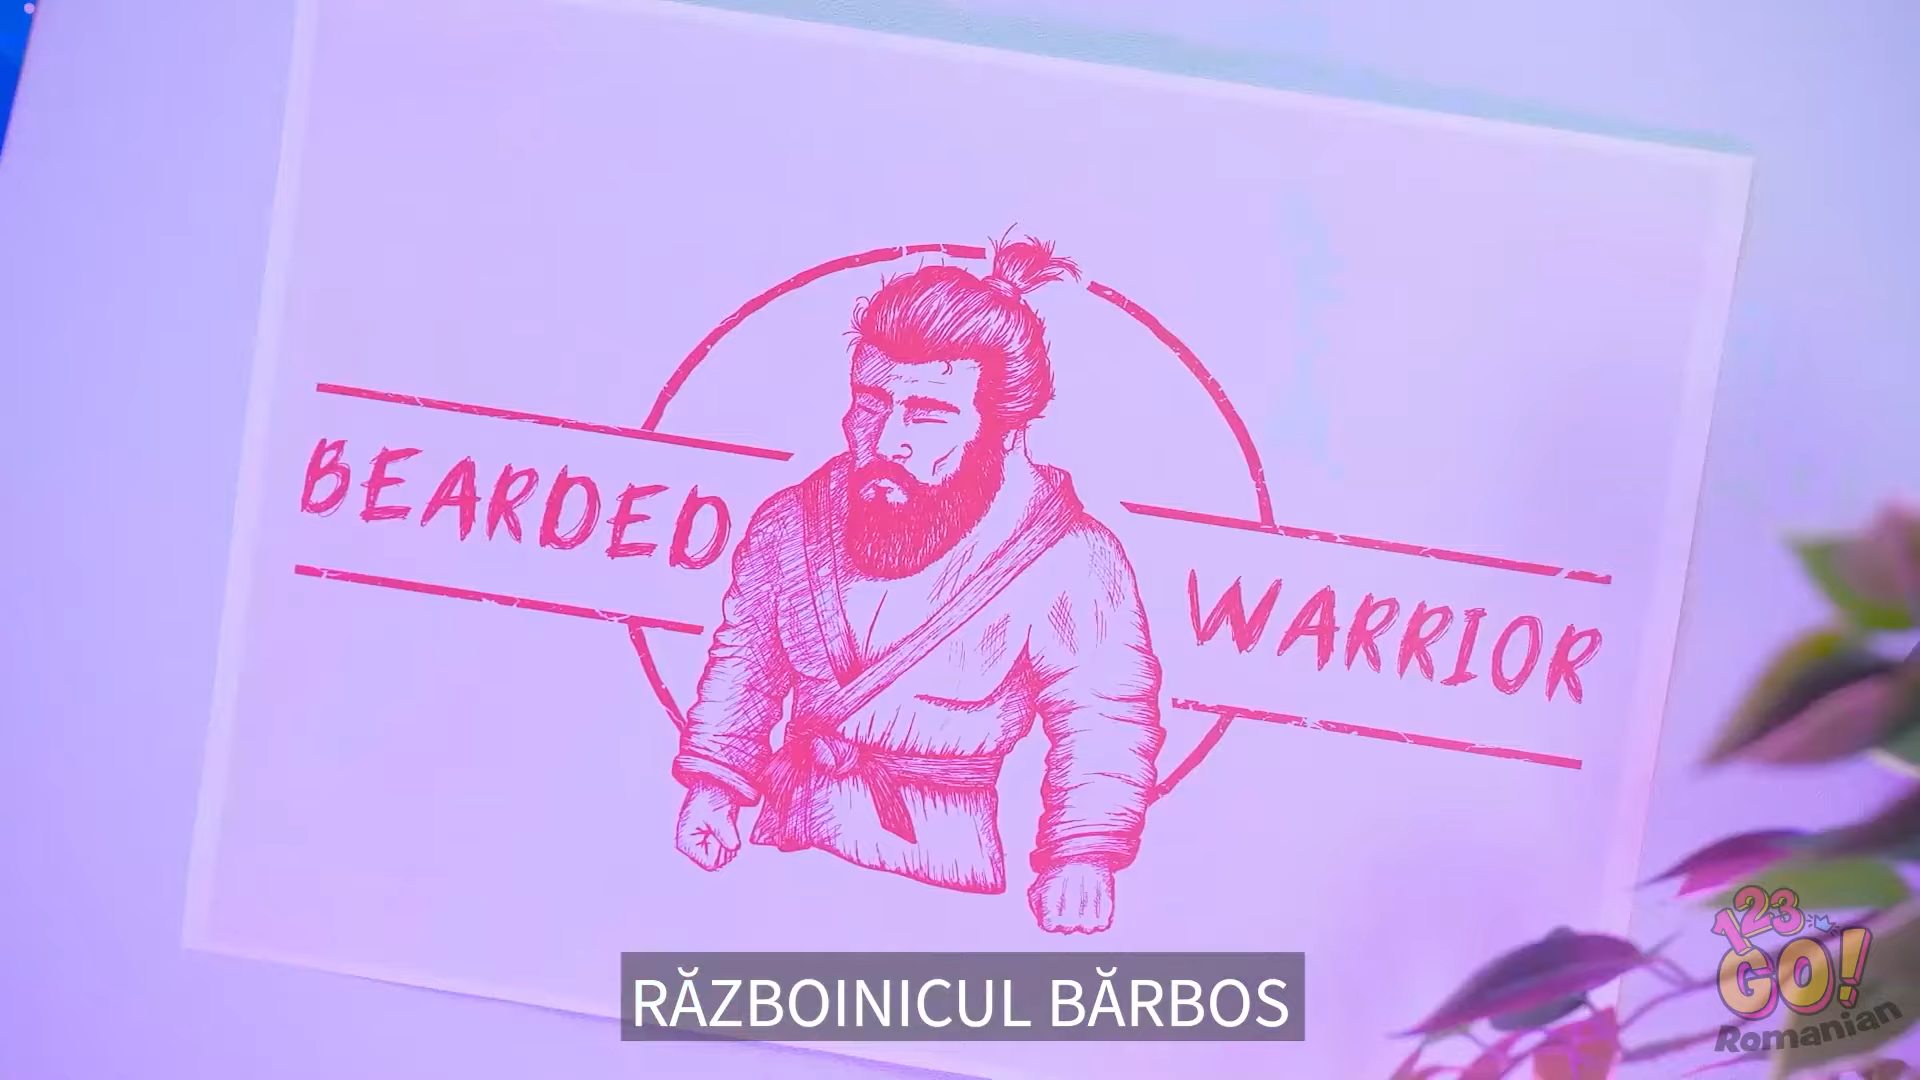 BEARDED
WARRIOR
RĂZBOINICUL BĂRBOS
123
GO!
Romanian